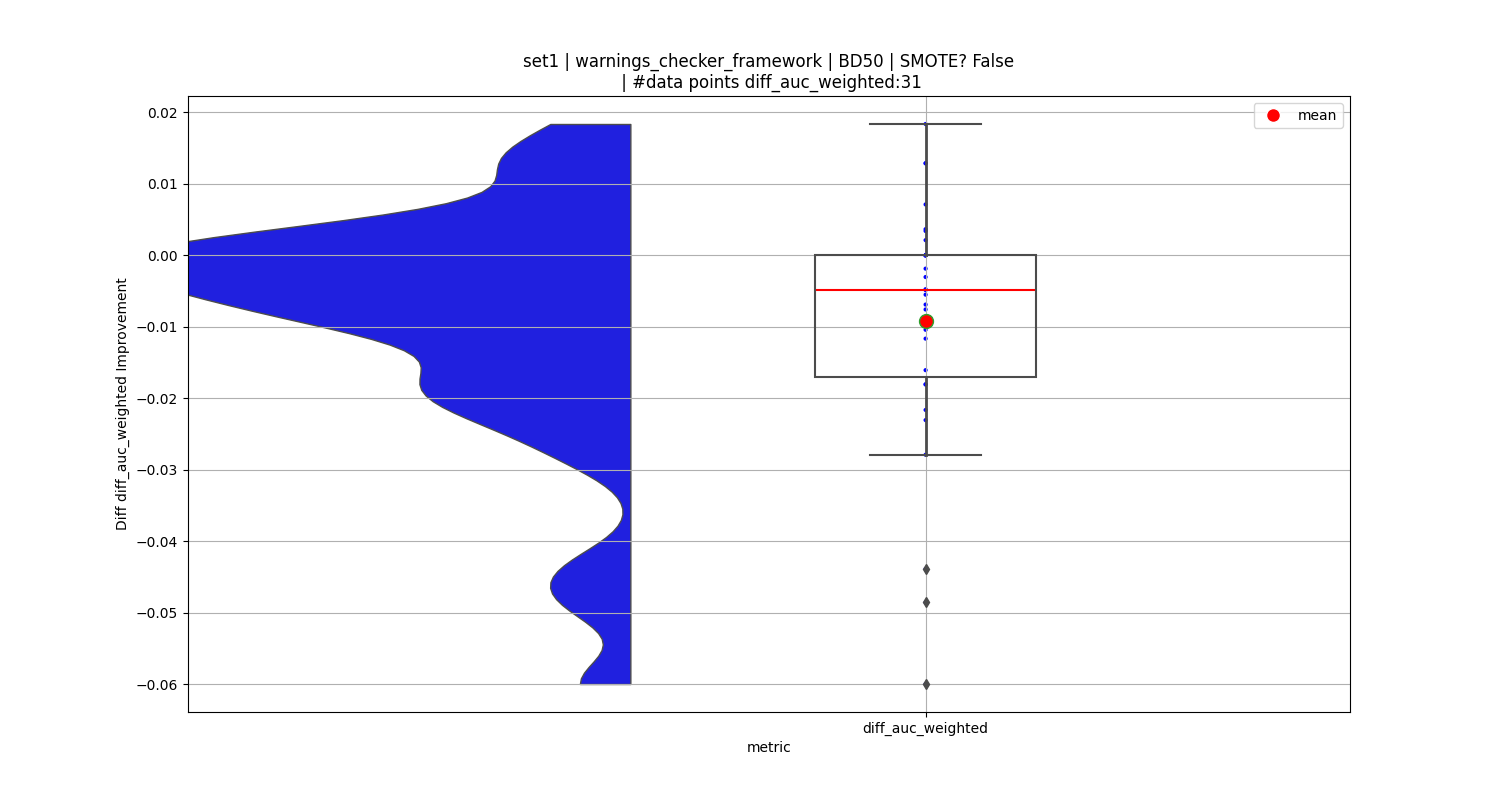 set1 | warnings_checker_framework | BD50 | SMOTE? False
| #data points diff_auc_weighted:31
mean
0.02
0.01
0.00
−0.01
−0.02
−0.03
−0.04
−0.05
−0.06
Diff diff_auc_weighted Improvement
diff_auc_weighted
metric